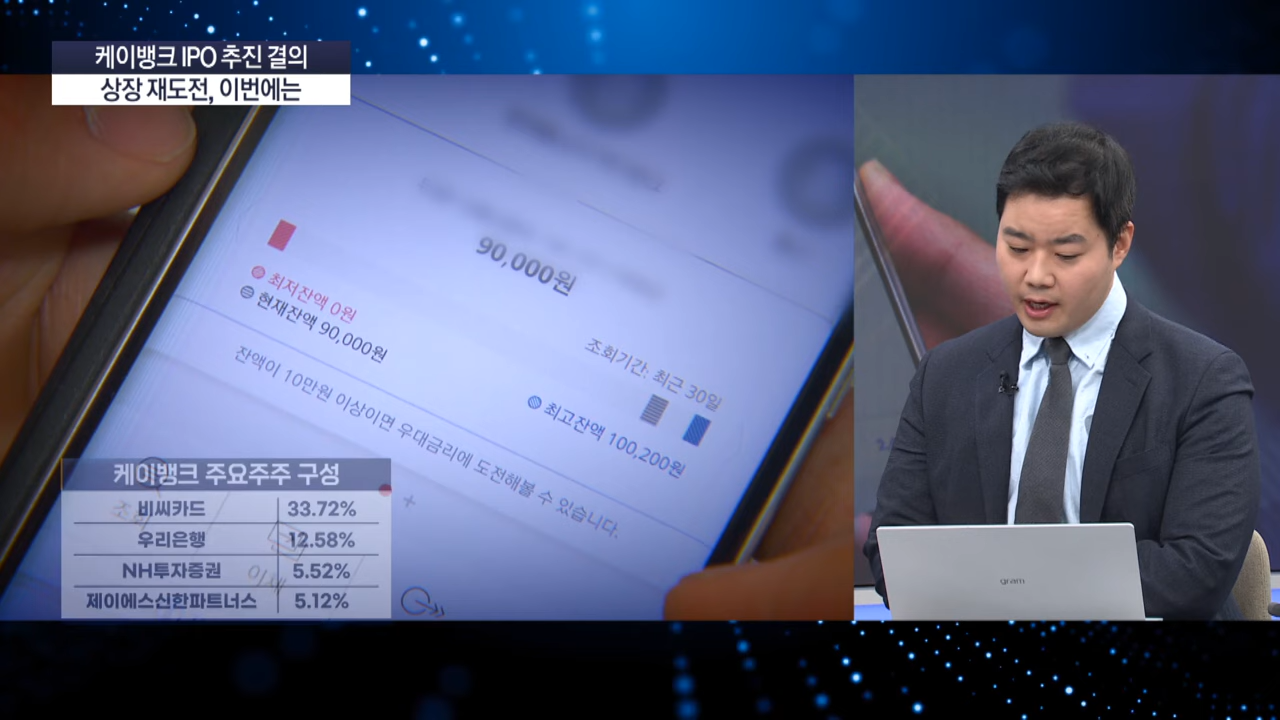 케이뱅크 IPO 추진 결의
상장 재도전, 이번에는
90,000원
최저잔액 0원
현재잔액 90,000원
조회기간: 최근 30일
최고잔액 100,200원
잔액이 10만원 이상이면 우대금리에 도전해볼 수 있습니다.
케이뱅크 주요주주 구성
비씨카드 33.72%
우리은행 12.58%
NH투자증권 5.52%
제이에스신한파트너스 5.12%
이체
gram